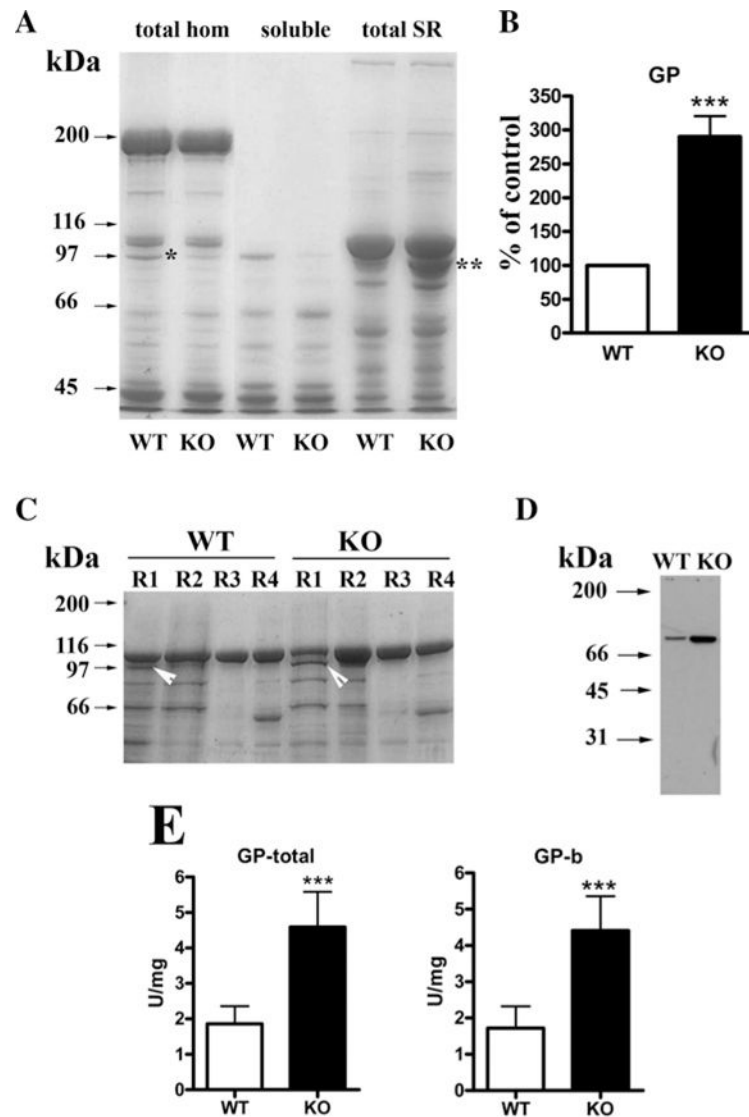 A
total hom soluble total SR
kDa
200
116
97
66
45
*
**
WT KO WT KO WT KO
B
GP
% of control
350
300
250
200
150
100
50
0
***
WT KO
C
WT KO
kDa
R1 R2 R3 R4 R1 R2 R3 R4
200
116
97
66
D
kDa WT KO
200
66
45
31
E
GP-total
U/mg
6
5
4
3
2
1
0
***
WT KO
GP-b
U/mg
6
5
4
3
2
1
0
***
WT KO